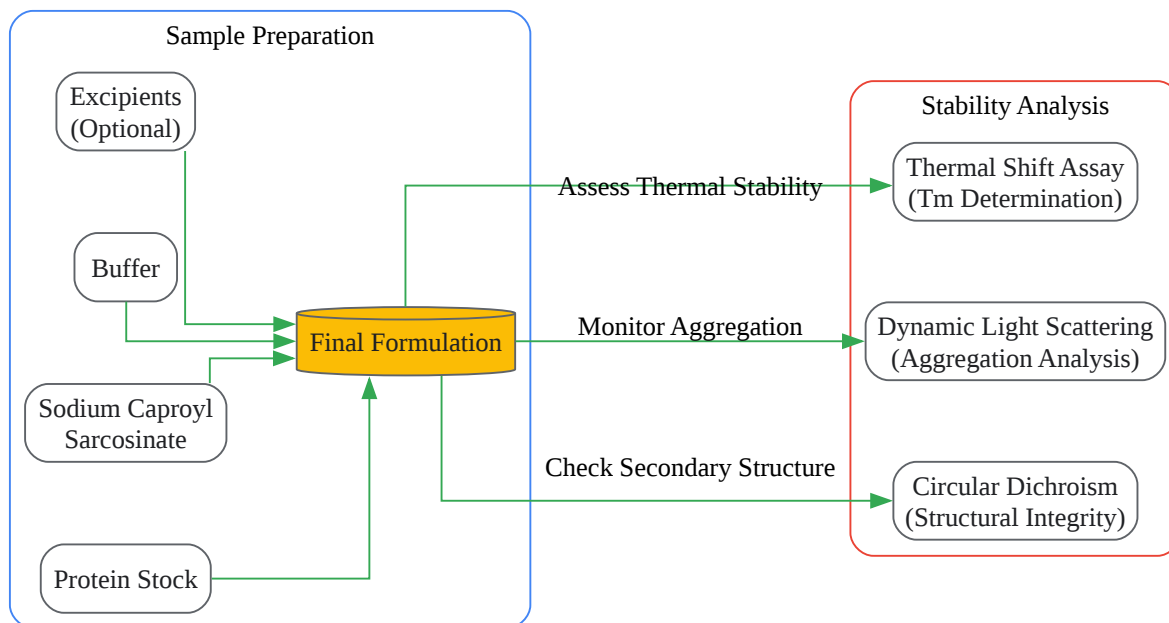 Sample Preparation
Excipients
(Optional)
Buffer
Sodium Caproyl
Sarcosinate
Protein Stock
Final Formulation
Assess Thermal Stability
Monitor Aggregation
Check Secondary Structure
Stability Analysis
Thermal Shift Assay
(Tm Determination)
Dynamic Light Scattering
(Aggregation Analysis)
Circular Dichroism
(Structural Integrity)